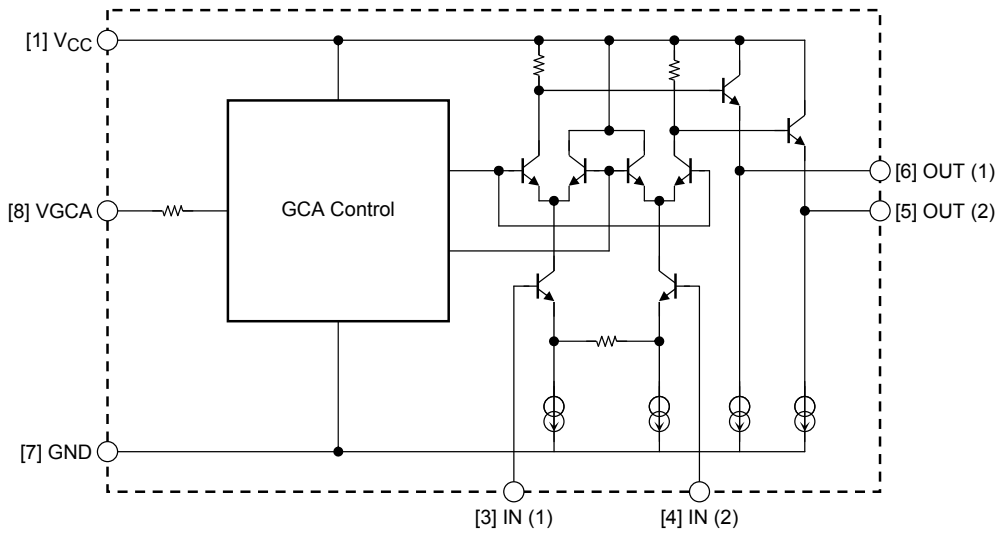 [1] VCC
GCA Control
[8] VGCA
[6] OUT (1)
[5] OUT (2)
[7] GND
[3] IN (1)
[4] IN (2)